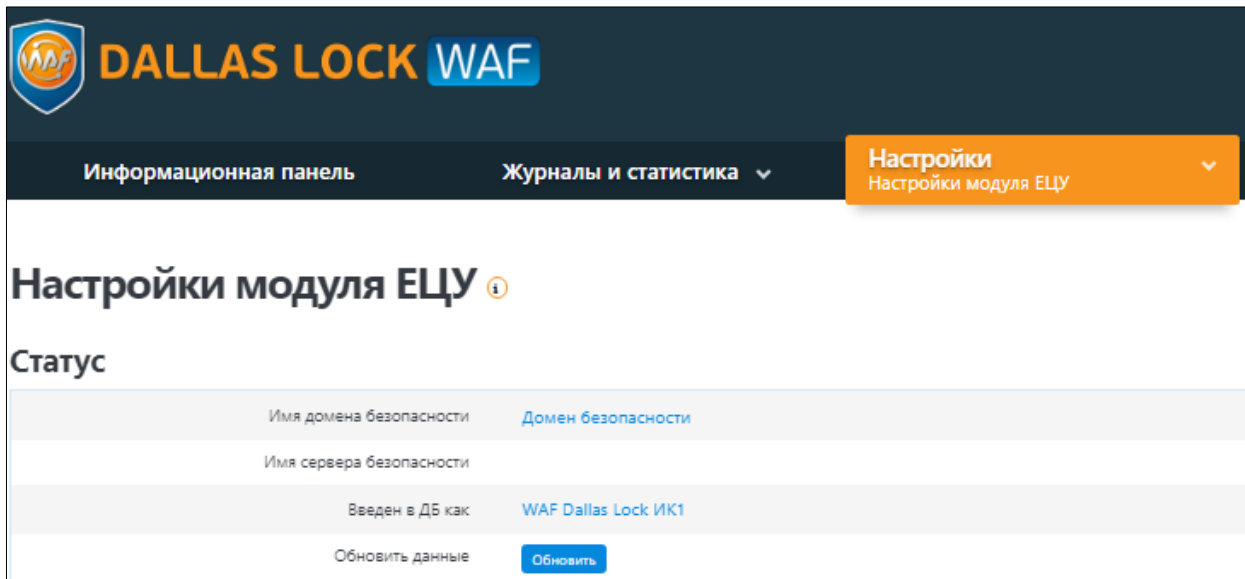 WAF
DALLAS LOCK WAF
Информационная панель
Журналы и статистика
Настройки
Настройки модуля ЕЦУ
Настройки модуля ЕЦУ i
Статус
Имя домена безопасности Домен безопасности
Имя сервера безопасности
Введен в ДБ как WAF Dallas Lock ИК1
Обновить данные Обновить